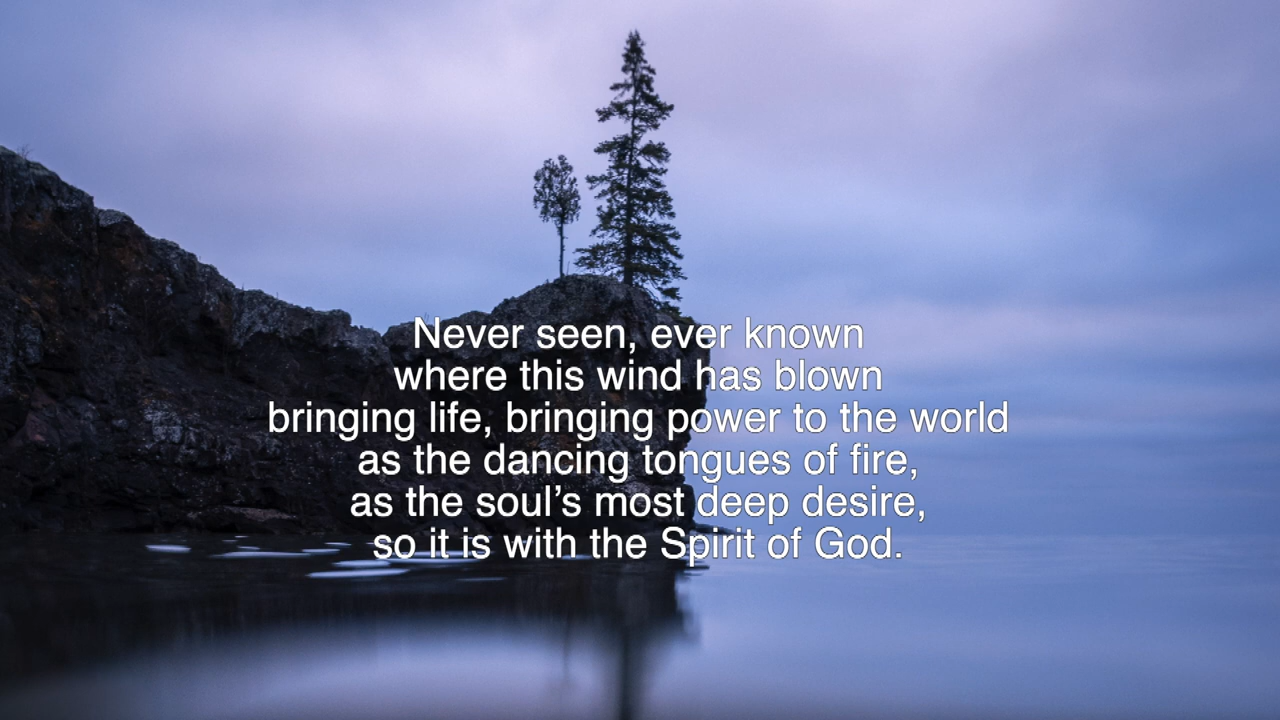 Never seen, ever known
where this wind has blown
bringing life, bringing power to the world
as the dancing tongues of fire,
as the soul’s most deep desire,
so it is with the Spirit of God.